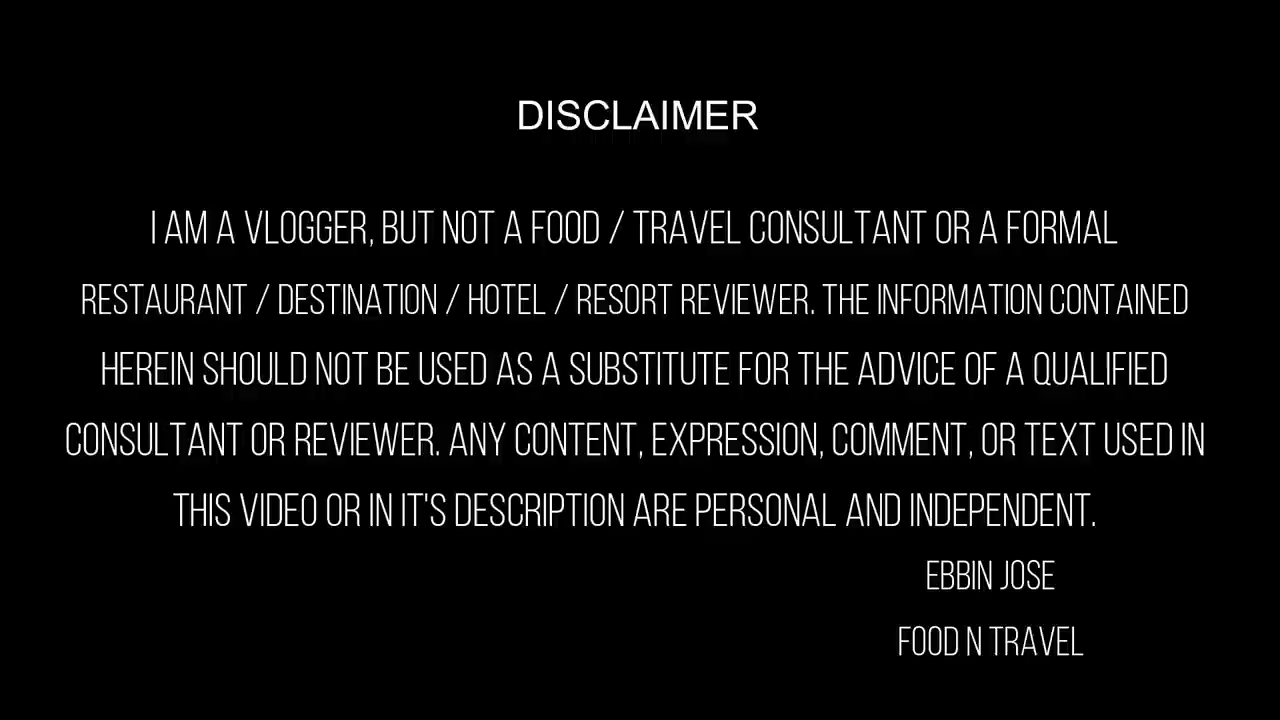 DISCLAIMER
I AM A VLOGGER, BUT NOT A FOOD / TRAVEL CONSULTANT OR A FORMAL
RESTAURANT / DESTINATION / HOTEL / RESORT REVIEWER. THE INFORMATION CONTAINED
HEREIN SHOULD NOT BE USED AS A SUBSTITUTE FOR THE ADVICE OF A QUALIFIED
CONSULTANT OR REVIEWER. ANY CONTENT, EXPRESSION, COMMENT, OR TEXT USED IN
THIS VIDEO OR IN IT'S DESCRIPTION ARE PERSONAL AND INDEPENDENT.
EBBIN JOSE
FOOD N TRAVEL